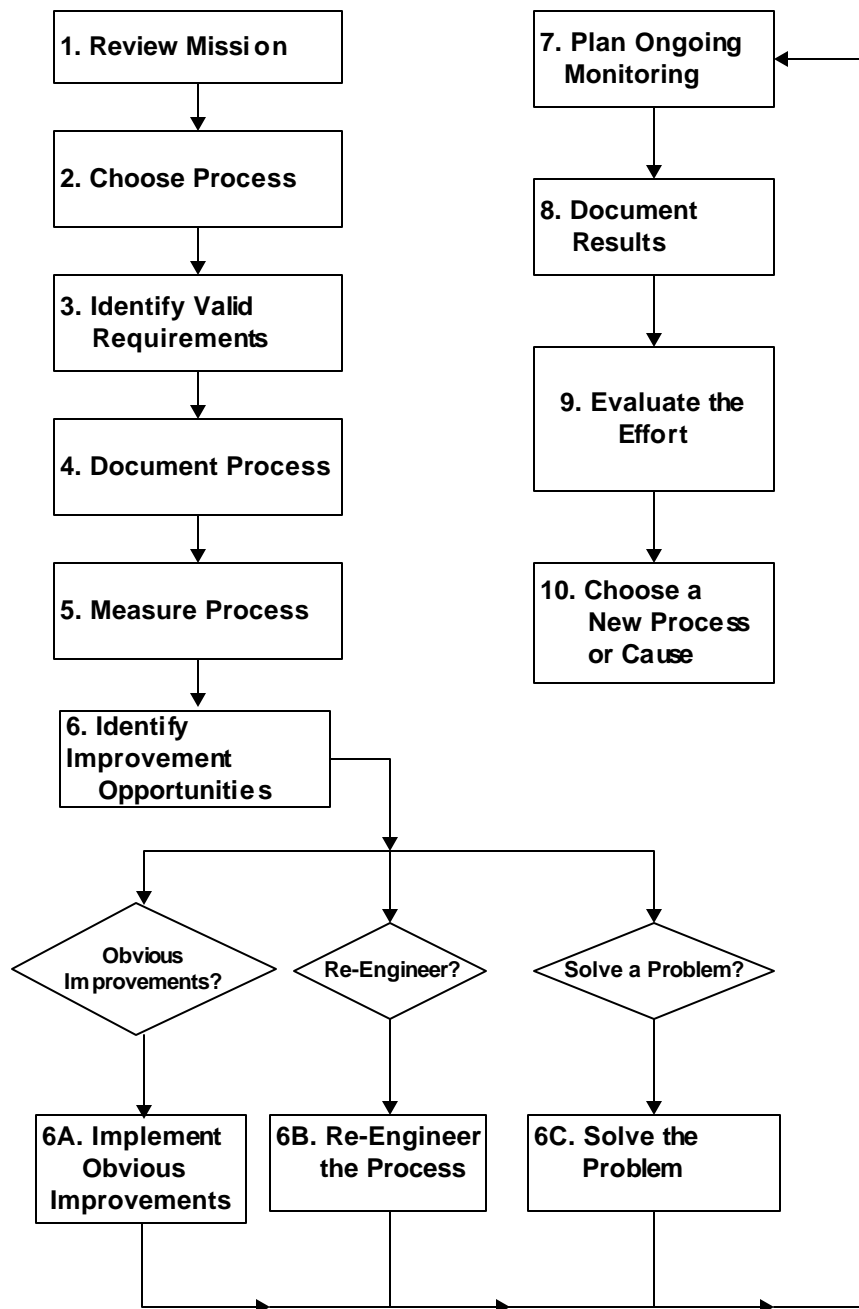 1. Review Mission
2. Choose Process
3. Identify Valid
Requirements
4. Document Process
5. Measure Process
6. Identify
Improvement
Opportunities
Obvious
Improvements?
Re-Engineer?
Solve a Problem?
6A. Implement
Obvious
Improvements
6B. Re-Engineer
the Process
6C. Solve the
Problem
7. Plan Ongoing
Monitoring
8. Document
Results
9. Evaluate the
Effort
10. Choose a
New Process
or Cause